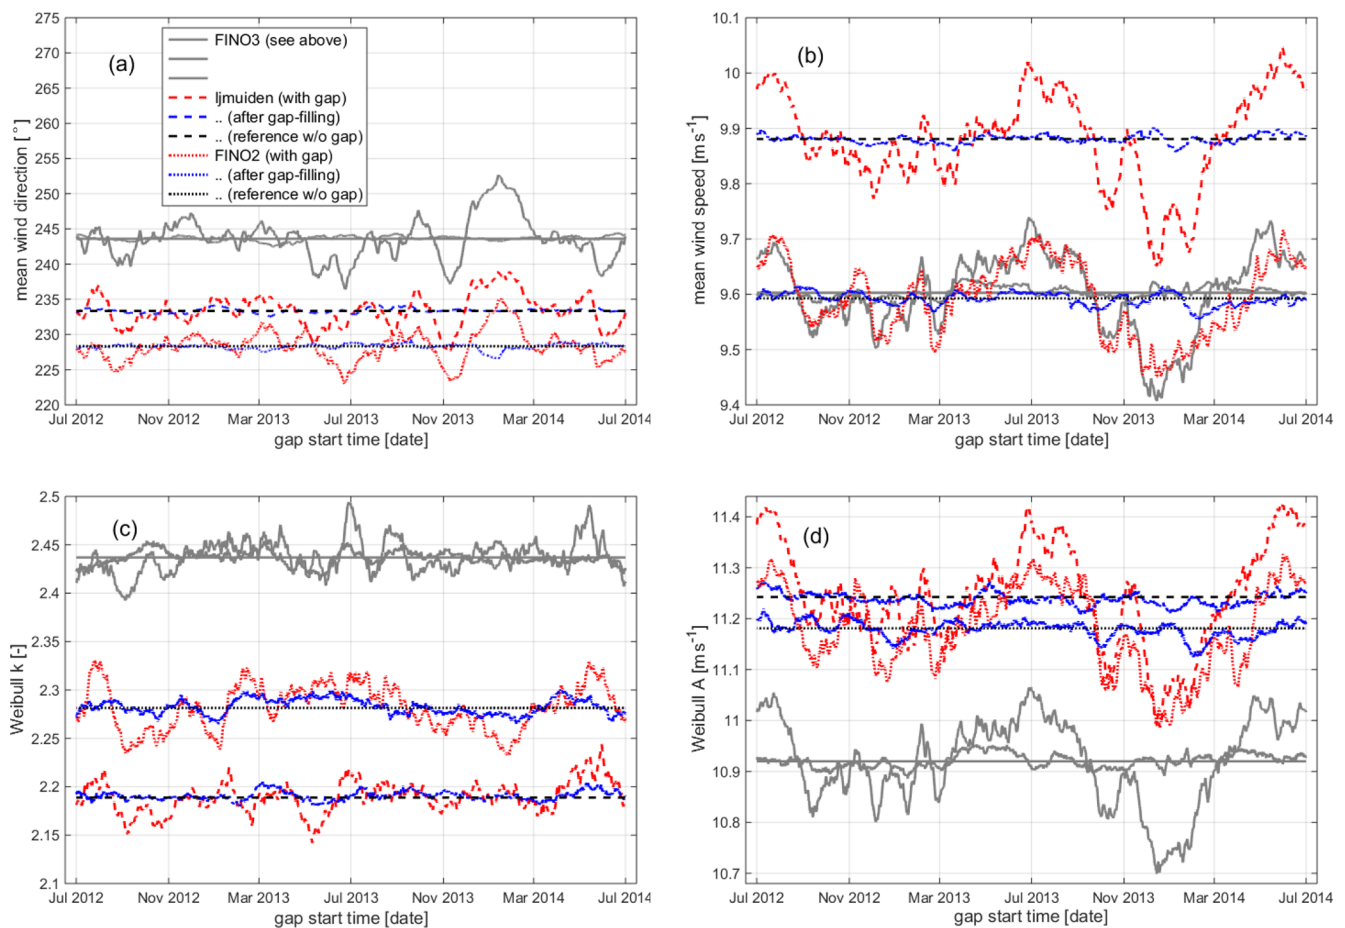 (a)
275
270
265
260
255
250
245
240
235
230
225
220
mean wind direction [°]
FINO3 (see above)
Ijmuiden (with gap)
.. (after gap-filling)
.. (reference w/o gap)
FINO2 (with gap)
.. (after gap-filling)
.. (reference w/o gap)
Jul 2012 Nov 2012 Mar 2013 Jul 2013 Nov 2013 Mar 2014 Jul 2014
gap start time [date]
(b)
10.1
10
9.9
9.8
9.7
9.6
9.5
9.4
mean wind speed [ms-1]
Jul 2012 Nov 2012 Mar 2013 Jul 2013 Nov 2013 Mar 2014 Jul 2014
gap start time [date]
(c)
2.5
2.45
2.4
2.35
2.3
2.25
2.2
2.15
2.1
Weibull k [-]
Jul 2012 Nov 2012 Mar 2013 Jul 2013 Nov 2013 Mar 2014 Jul 2014
gap start time [date]
(d)
11.4
11.3
11.2
11.1
11
10.9
10.8
10.7
Weibull A [ms-1]
Jul 2012 Nov 2012 Mar 2013 Jul 2013 Nov 2013 Mar 2014 Jul 2014
gap start time [date]